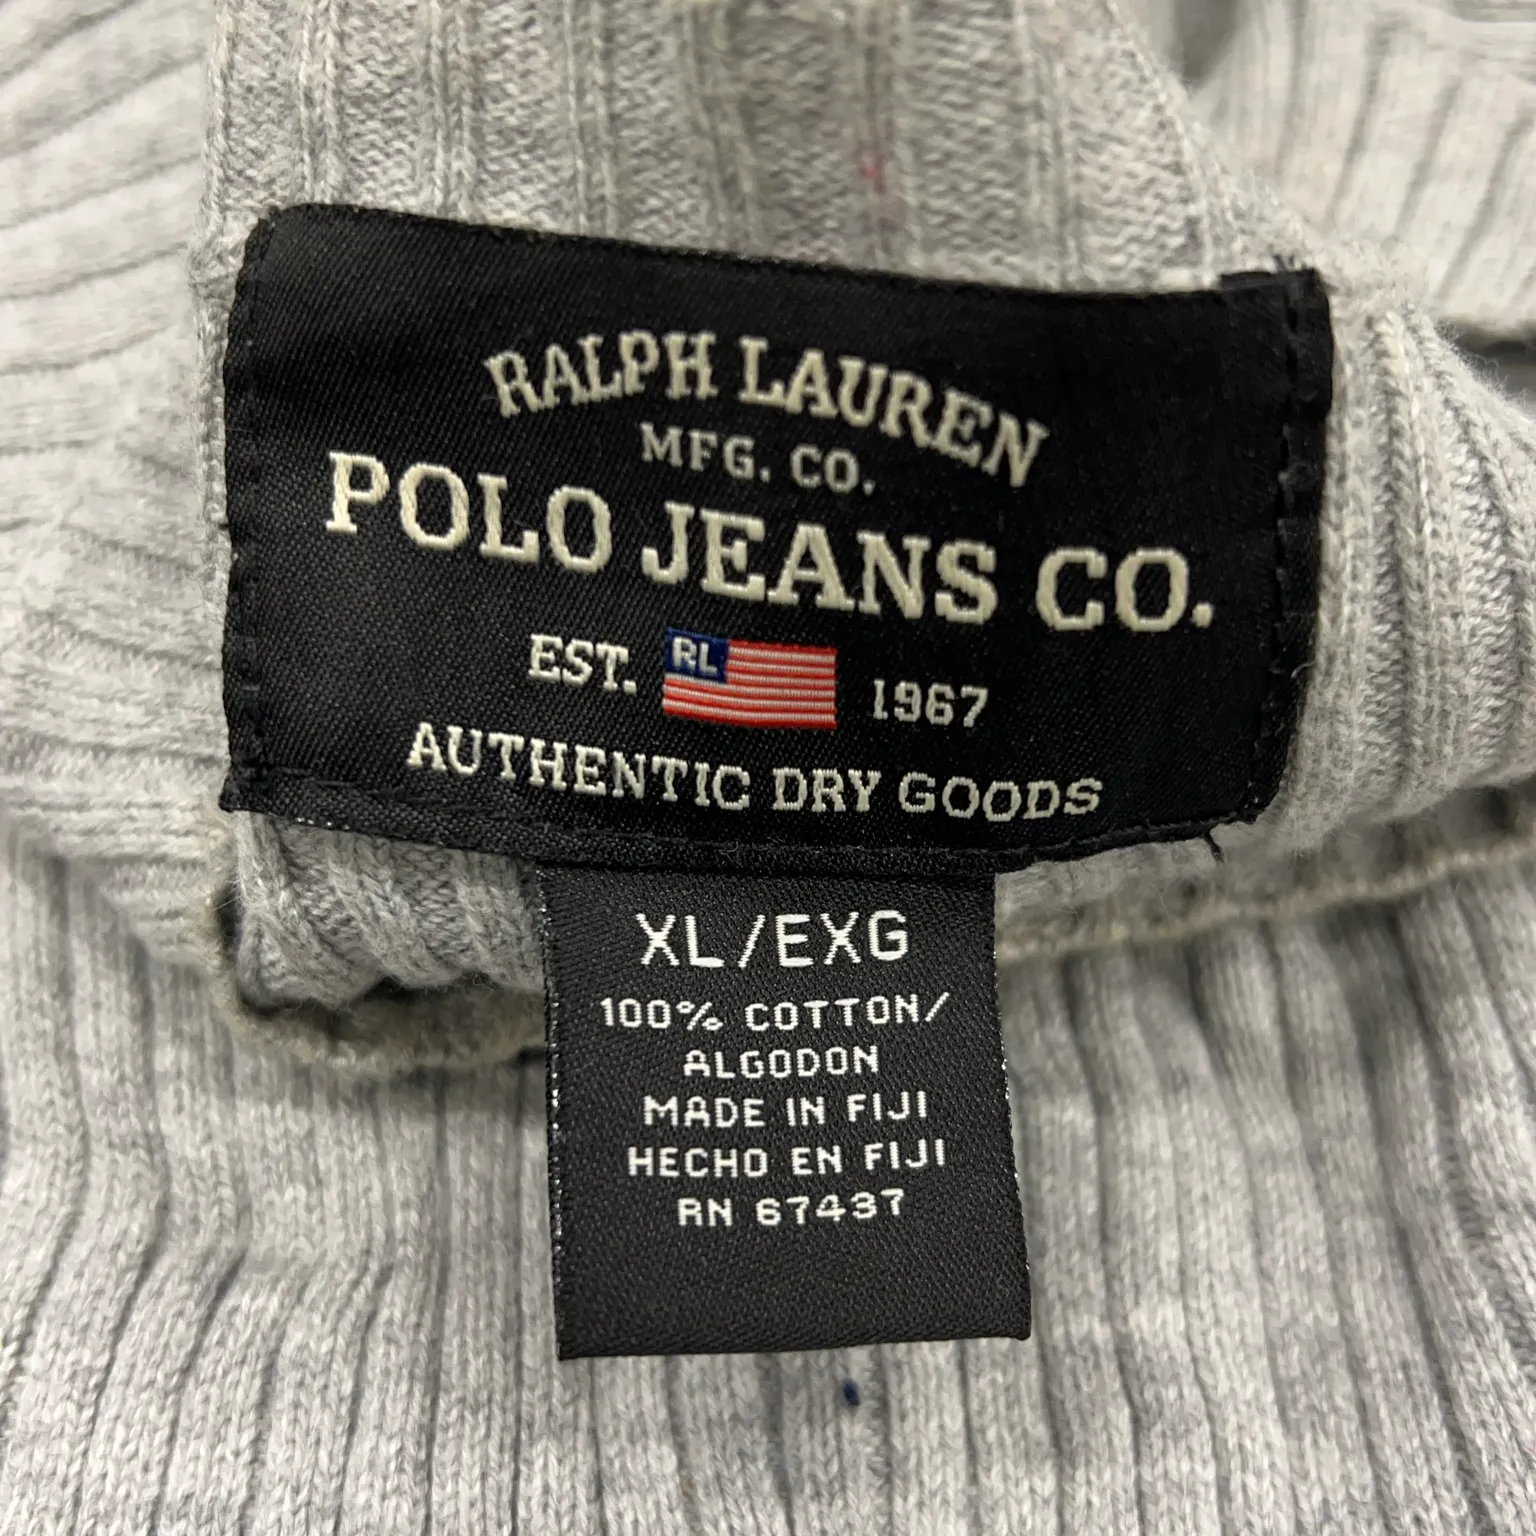 RALPH LAUREN
MFG. CO.
POLO JEANS CO.
EST. RL 1967
AUTHENTIC DRY GOODS
XL/EXG
100% COTTON/
ALGODON
MADE IN FIJI
HECHO EN FIJI
RN 67437